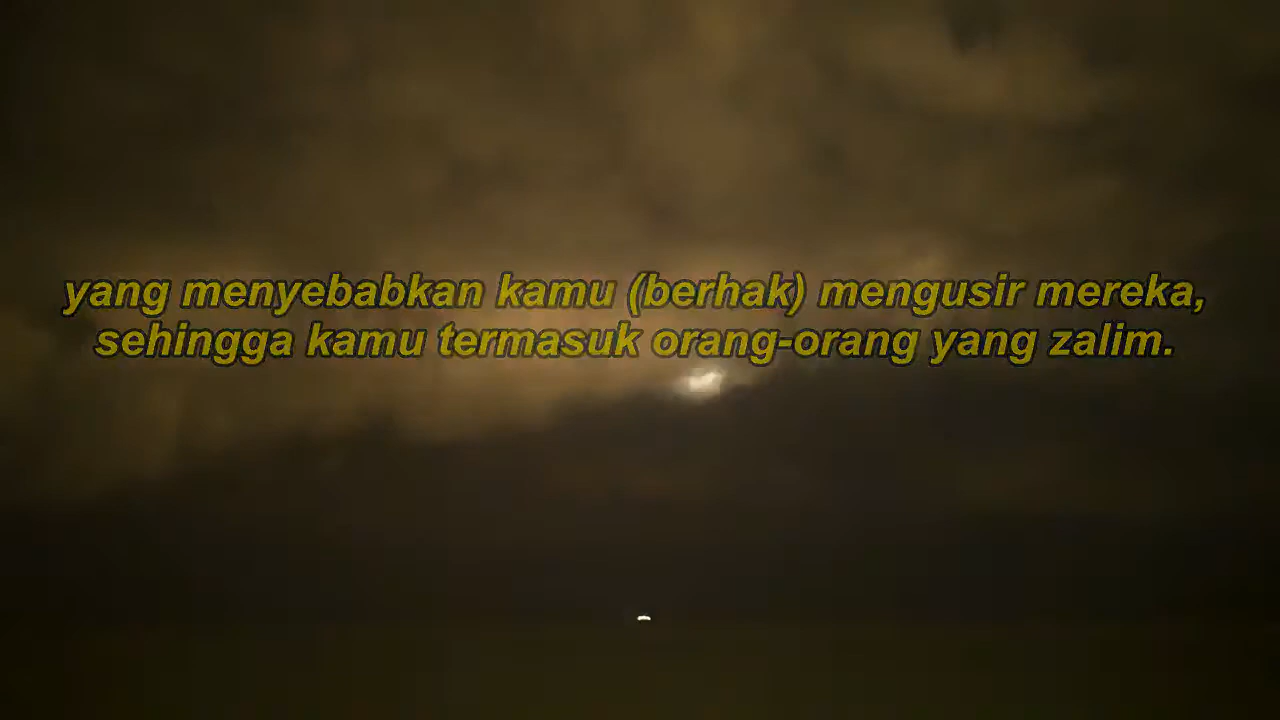 yang menyebabkan kamu (berhak) mengusir mereka,
sehingga kamu termasuk orang-orang yang zalim.